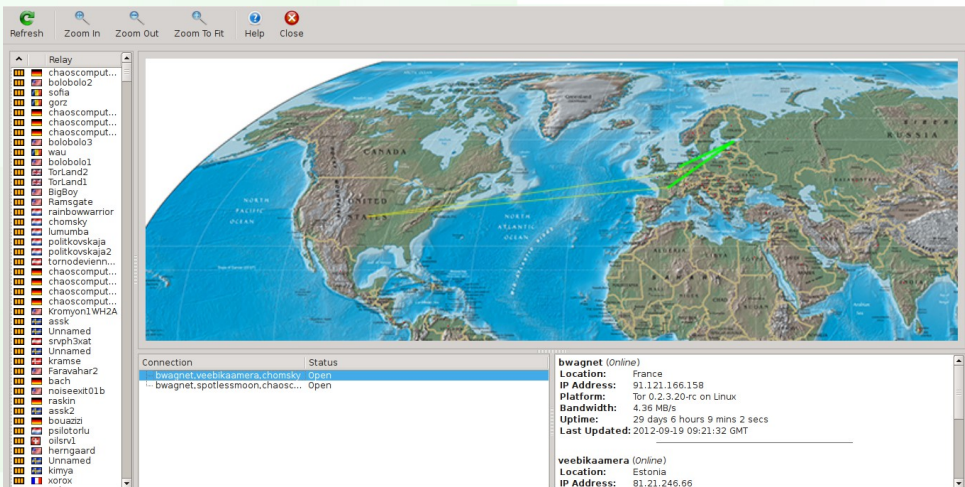 Refresh
Zoom In
Zoom Out
Zoom To Fit
Help
Close
Relay
chaoscomput...
bolobolo2
sofia
gorz
chaoscomput...
chaoscomput...
chaoscomput...
bolobolo3
wau
bolobolo1
TorLand2
TorLand1
BigBoy
Ramsgate
rainbowwarrior
chomsky
lumumba
politkovskaja
politkovskaja2
tornodevienn...
chaoscomput...
chaoscomput...
chaoscomput...
chaoscomput...
Kromyon1WH2A
assk
Unnamed
srvph3xat
Unnamed
kramse
Faravahar2
bach
noiseexit01b
raskin
assk2
bouazizi
psilotorlu
oilsrv1
herngaard
Unnamed
kimya
xorox
CANADA
RUSSIA
NORTH
PACIFIC
OCEAN
UNITED
STATES
NORTH
ATLANTIC
OCEAN
ALGERIA
Connection Status
bwagnet,veebikaamera,chomsky Open
bwagnet,spotlessmoon,chaosc... Open
bwagnet (Online)
Location: France
IP Address: 91.121.166.158
Platform: Tor 0.2.3.20-rc on Linux
Bandwidth: 4.36 MB/s
Uptime: 29 days 6 hours 9 mins 2 secs
Last Updated: 2012-09-19 09:21:32 GMT
veebikaamera (Online)
Location: Estonia
IP Address: 81.21.246.66